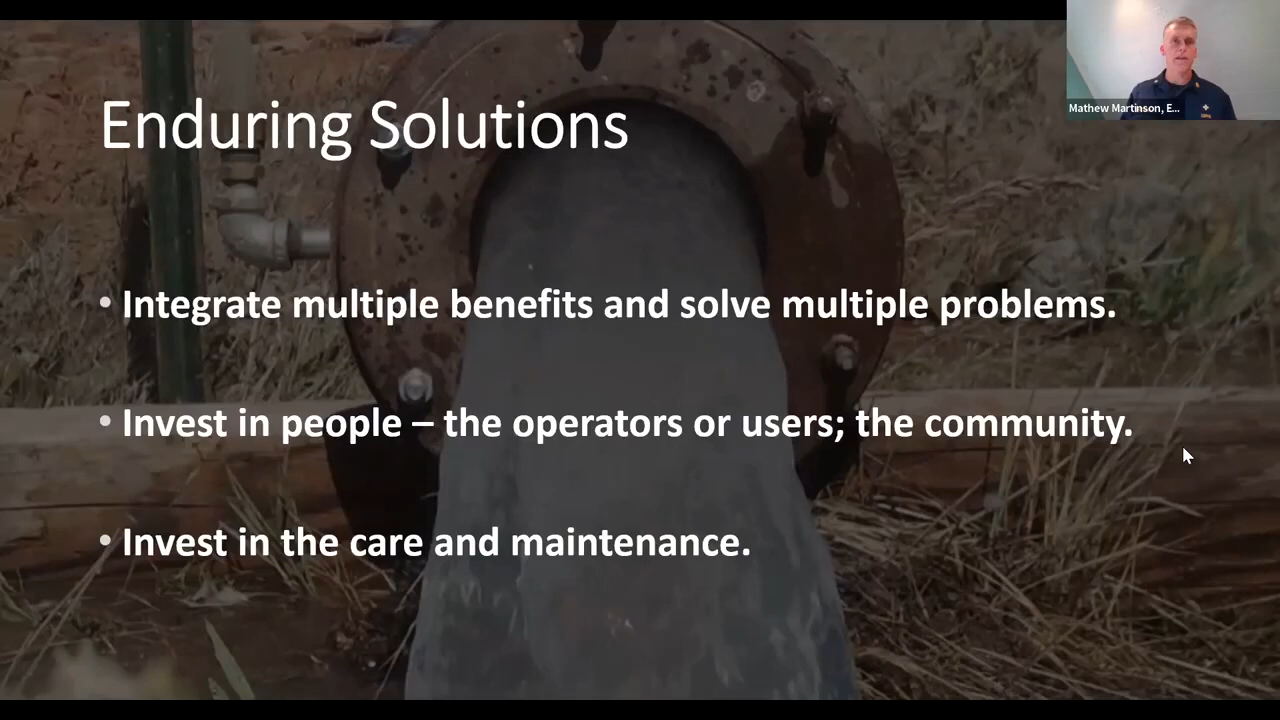 Enduring Solutions
Mathew Martinson, E...
• Integrate multiple benefits and solve multiple problems.
• Invest in people – the operators or users; the community.
• Invest in the care and maintenance.